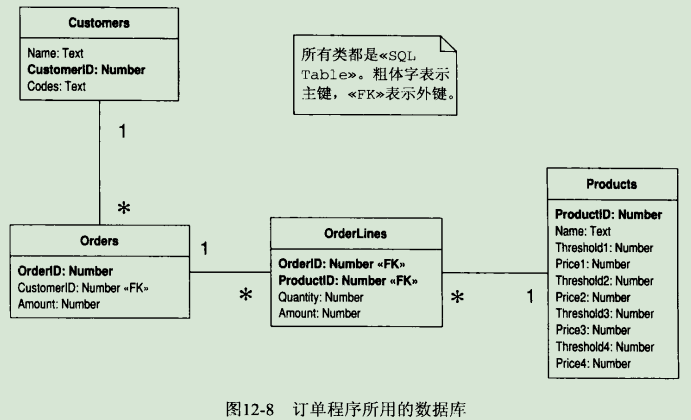 Customers
Name: Text
CustomerID: Number
Codes: Text
所有类都是«SQL
Table»。粗体字表示
主键，«FK»表示外键。
1
*
Orders
OrderID: Number
CustomerID: Number «FK»
Amount: Number
1
*
OrderLines
OrderID: Number «FK»
ProductID: Number «FK»
Quantity: Number
Amount: Number
*
1
Products
ProductID: Number
Name: Text
Threshold1: Number
Price1: Number
Threshold2: Number
Price2: Number
Threshold3: Number
Price3: Number
Threshold4: Number
Price4: Number
图12-8 订单程序所用的数据库